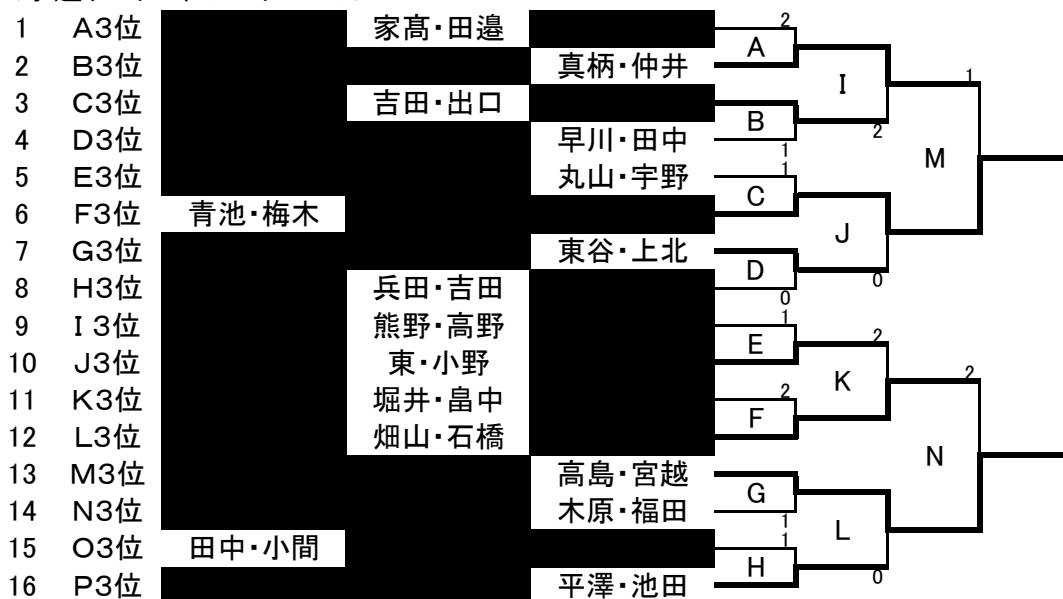 1 A3位 家髙・田邉 2
A
2 B3位 真柄・仲井
I 1
3 C3位 吉田・出口
B 2
4 D3位 早川・田中 1
M
5 E3位 丸山・宇野 1
C
6 F3位 青池・梅木
J
7 G3位 東谷・上北
D 0
8 H3位 兵田・吉田 0
9 I3位 熊野・高野 1
E 2
10 J3位 東・小野
K 2
11 K3位 堀井・畠中 2
F
12 L3位 畑山・石橋
N
13 M3位 高島・宮越
G
14 N3位 木原・福田 1
L
15 O3位 田中・小間 1
H 0
16 P3位 平澤・池田